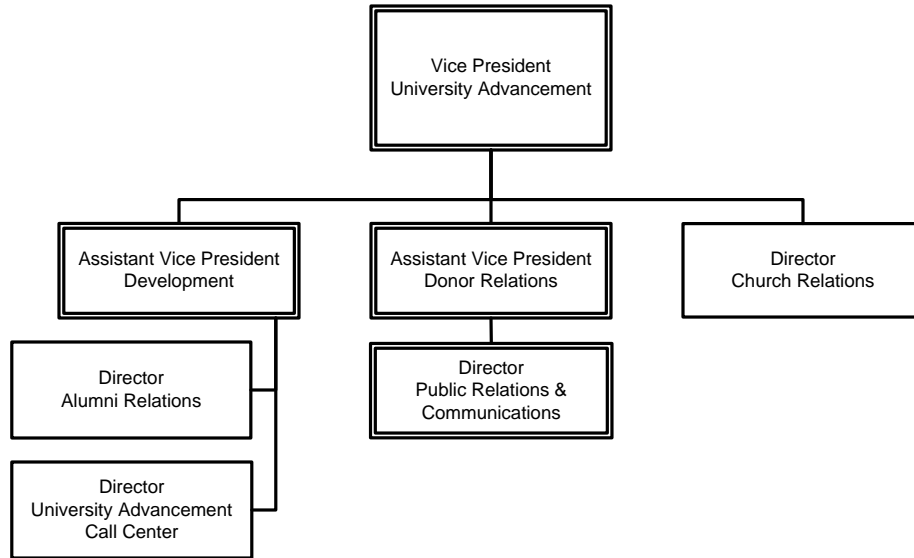 Vice President
University Advancement
Assistant Vice President
Development
Assistant Vice President
Donor Relations
Director
Church Relations
Director
Alumni Relations
Director
Public Relations &
Communications
Director
University Advancement
Call Center